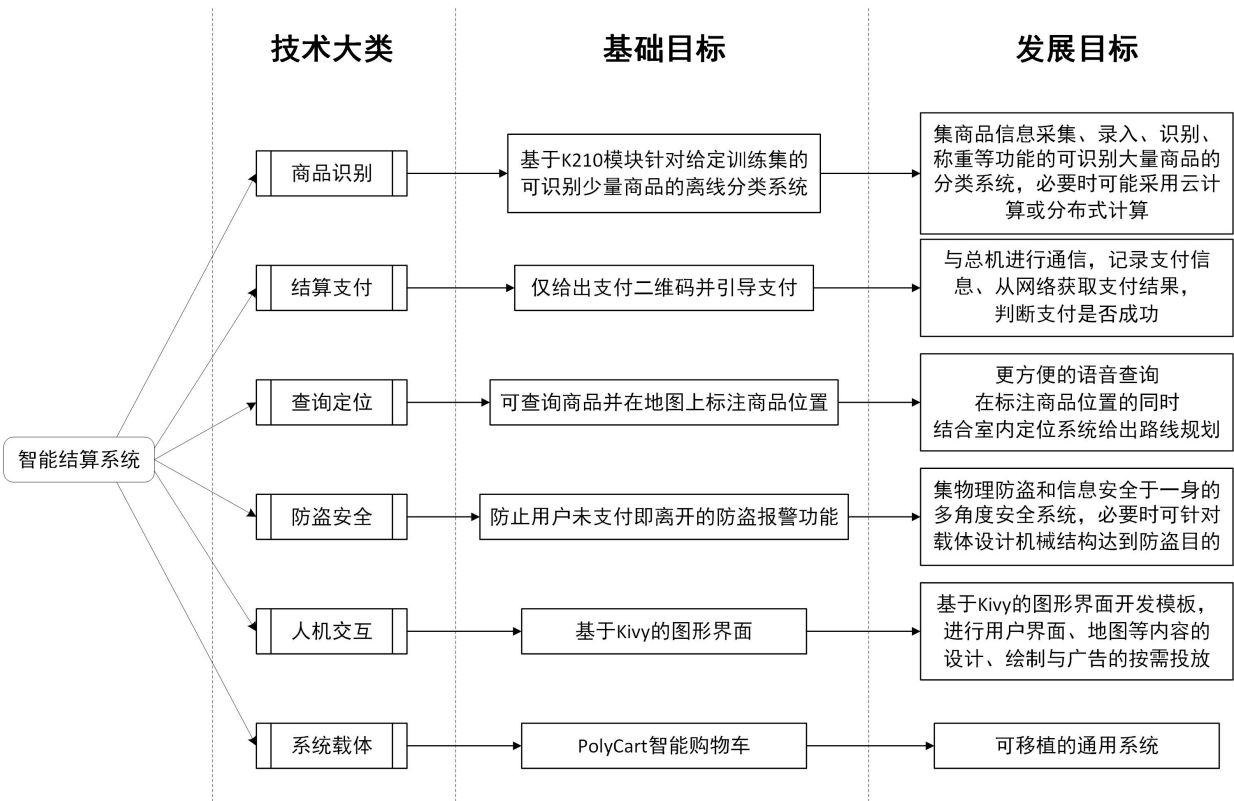 技术大类
基础目标
发展目标
智能结算系统
商品识别
基于K210模块针对给定训练集的
可识别少量商品的离线分类系统
集商品信息采集、录入、识别、
称重等功能的可识别大量商品的
分类系统，必要时可能采用云计
算或分布式计算
结算支付
仅给出支付二维码并引导支付
与总机进行通信，记录支付信
息、从网络获取支付结果，
判断支付是否成功
查询定位
可查询商品并在地图上标注商品位置
更方便的语音查询
在标注商品位置的同时
结合室内定位系统给出路线规划
防盗安全
防止用户未支付即离开的防盗报警功能
集物理防盗和信息安全于一身的
多角度安全系统，必要时可针对
载体设计机械结构达到防盗目的
人机交互
基于Kivy的图形界面
基于Kivy的图形界面开发模板，
进行用户界面、地图等内容的
设计、绘制与广告的按需投放
系统载体
PolyCart智能购物车
可移植的通用系统